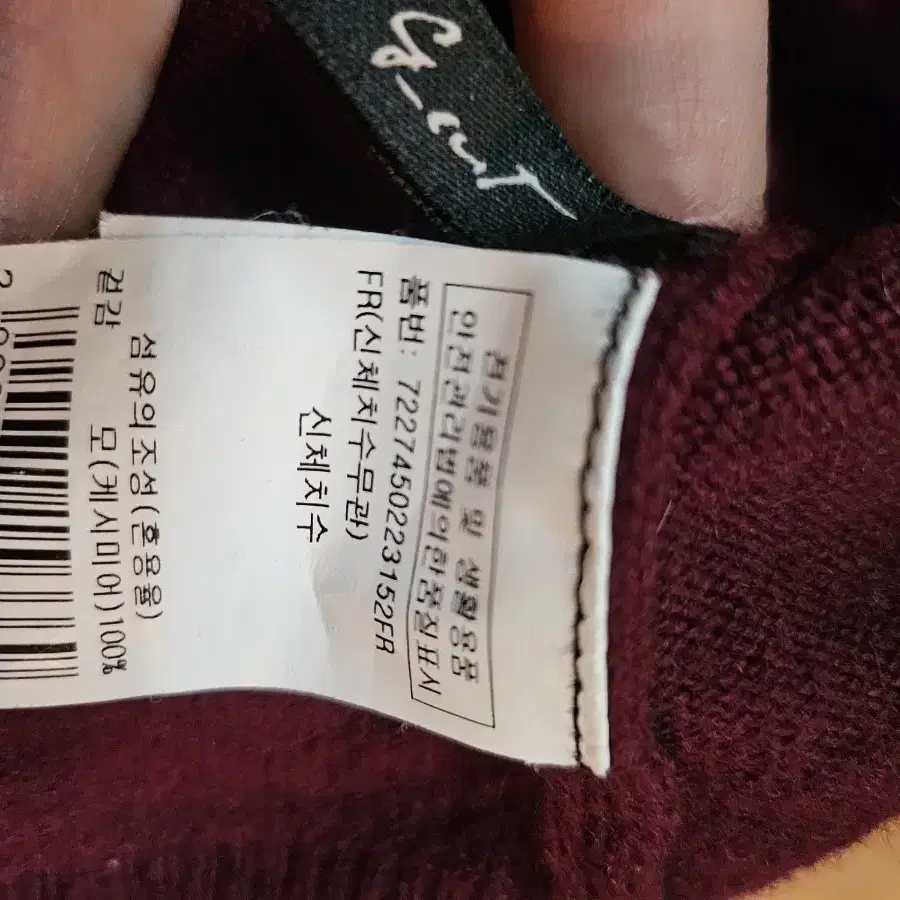 Cg_cut
전기용품 및 생활용품
안전관리법에의한품질표시
품번: 7227450223152FR
FR(신체치수무관)
신체치수
섬유의조성(혼용율)
겉감
모(캐시미어)100%